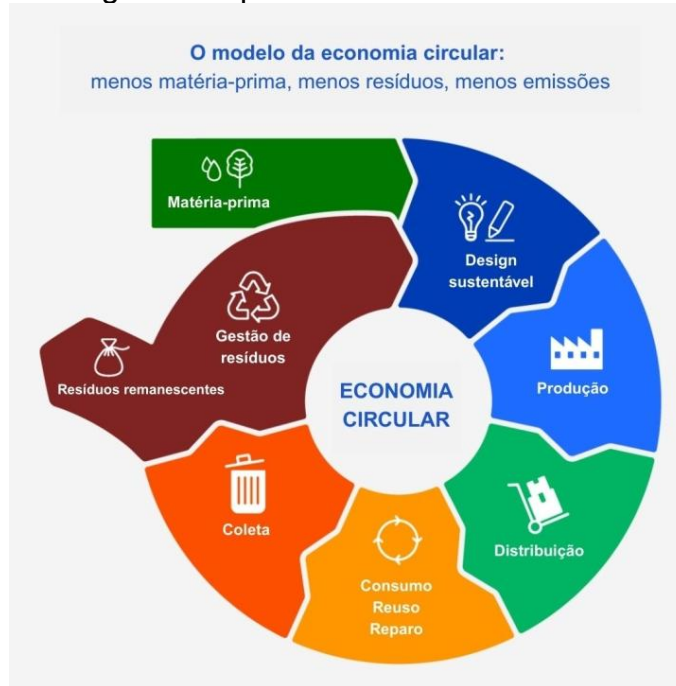 O modelo da economia circular:
menos matéria-prima, menos resíduos, menos emissões
Matéria-prima
Design
sustentável
Produção
Distribuição
Consumo
Reuso
Reparo
Coleta
Gestão de
resíduos
Resíduos remanescentes
ECONOMIA
CIRCULAR